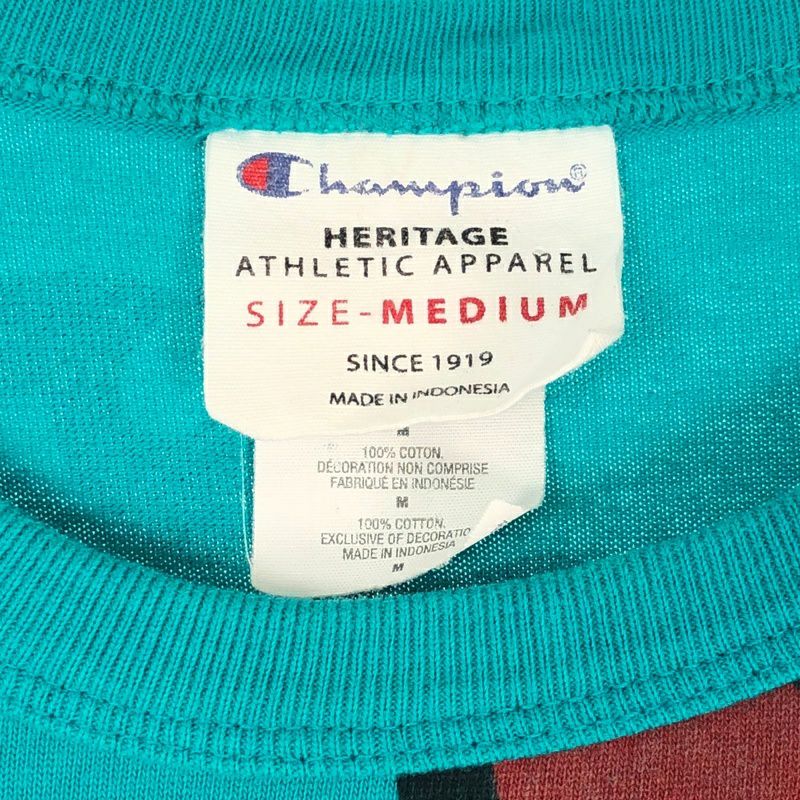 Champion®
HERITAGE
ATHLETIC APPAREL
SIZE-MEDIUM
SINCE 1919
MADE IN INDONESIA
M
100% COTON.
DÉCORATION NON COMPRISE
FABRIQUÉ EN INDONÉSIE
M
100% COTTON.
EXCLUSIVE OF DECORATIO
MADE IN INDONESIA
M